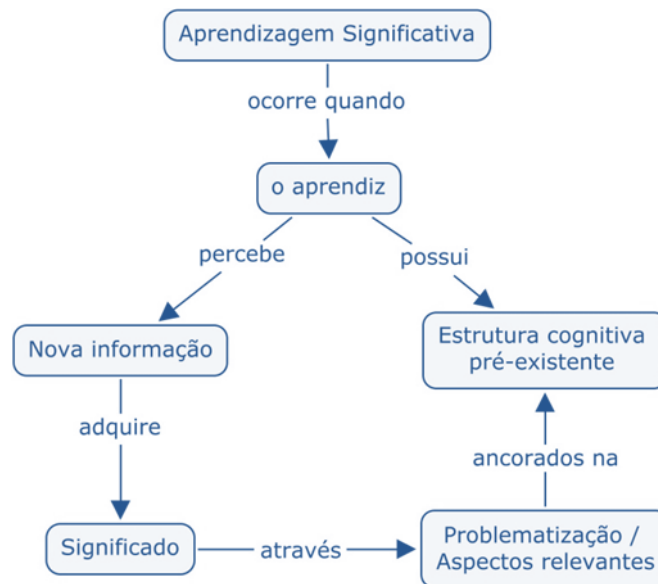 Aprendizagem Significativa
ocorre quando
o aprendiz
percebe
possui
Nova informação
Estrutura cognitiva
pré-existente
adquire
ancorados na
Significado
através
Problematização /
Aspectos relevantes